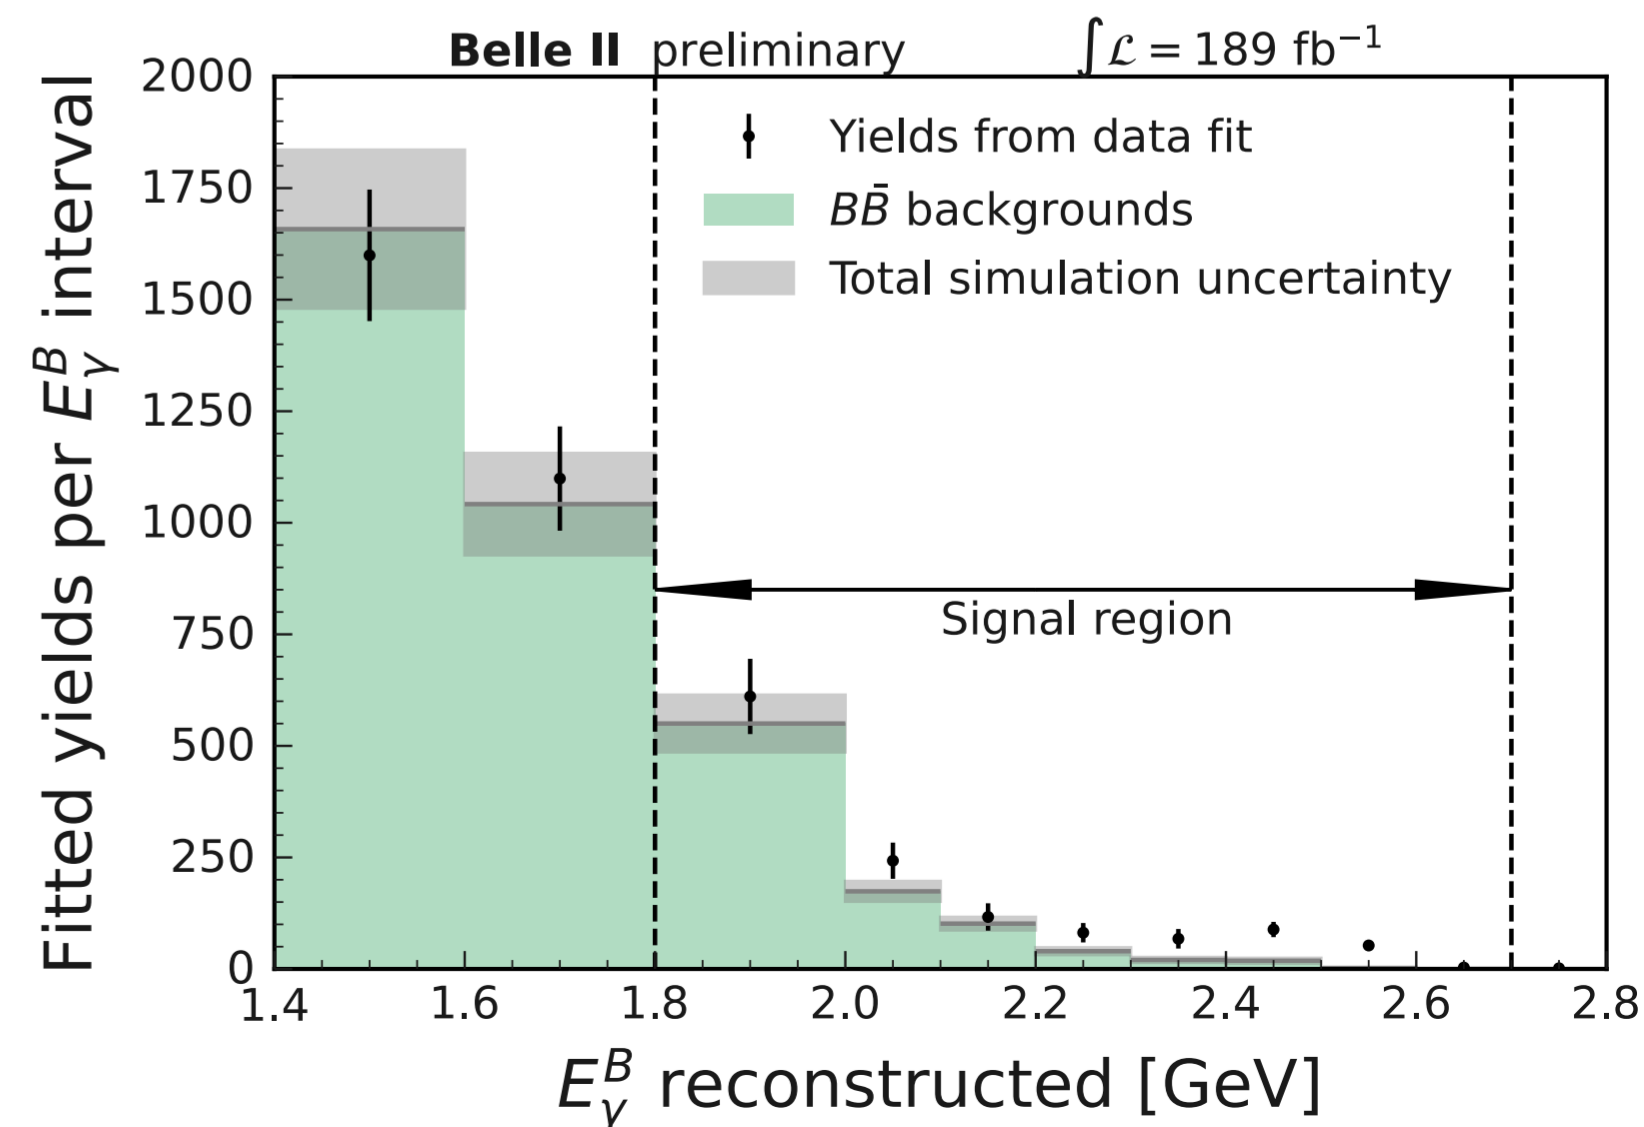 Belle II preliminary ∫ℒ = 189 fb⁻¹
Fitted yields per E_γ^B interval
2000
1750
1500
1250
1000
750
500
250
0
Yields from data fit
BB̄ backgrounds
Total simulation uncertainty
Signal region
1.4 1.6 1.8 2.0 2.2 2.4 2.6 2.8
E_γ^B reconstructed [GeV]